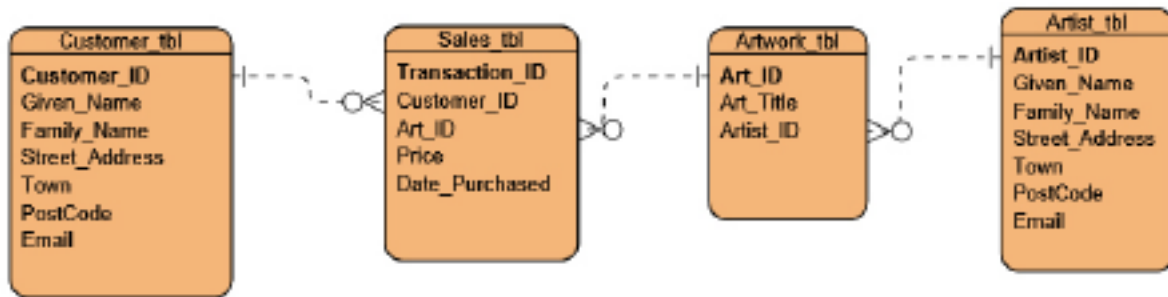 Customer_tbl
Customer_ID
Given_Name
Family_Name
Street_Address
Town
PostCode
Email
Sales_tbl
Transaction_ID
Customer_ID
Art_ID
Price
Date_Purchased
Artwork_tbl
Art_ID
Art_Title
Artist_ID
Artist_tbl
Artist_ID
Given_Name
Family_Name
Street_Address
Town
PostCode
Email